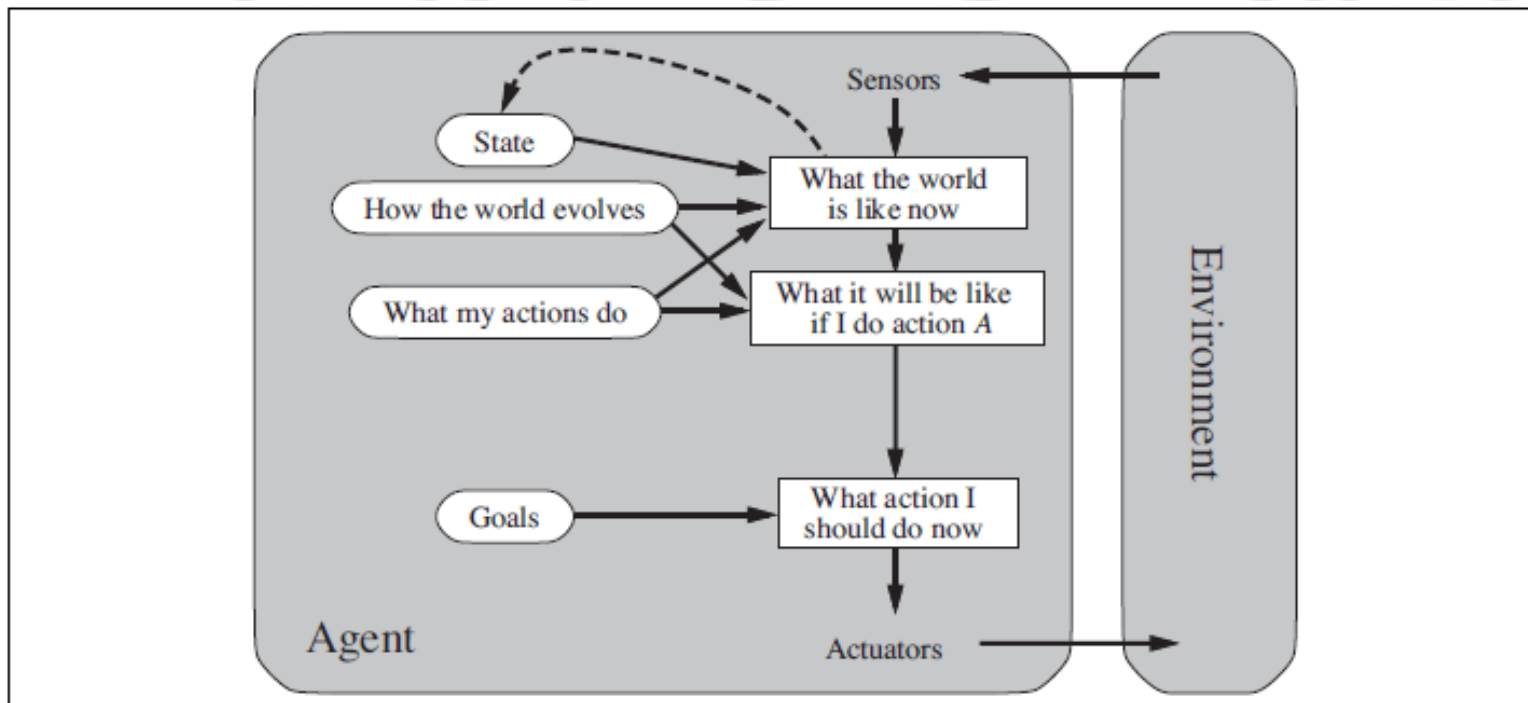 Sensors
State
What the world
is like now
How the world evolves
What my actions do
What it will be like
if I do action A
Goals
What action I
should do now
Agent
Actuators
Environment